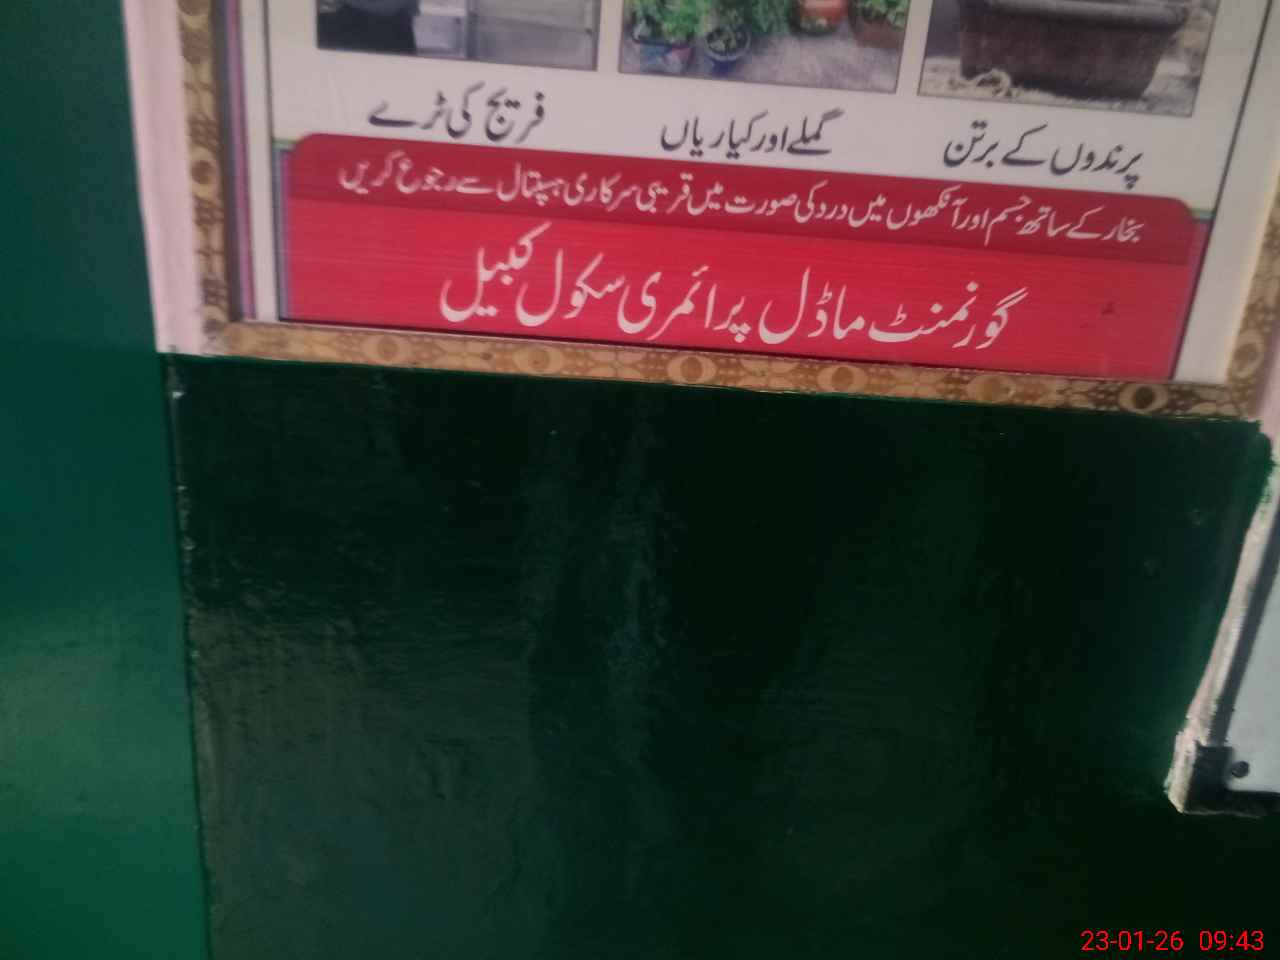 پرندوں کے برتن گملے اور کیاریاں فریج کی ٹرے
بخار کے ساتھ جسم اور آنکھوں میں درد کی صورت میں قریبی سرکاری ہسپتال سے رجوع کریں
گورنمنٹ ماڈل پرائمری سکول ککبیل
23-01-26 09:43